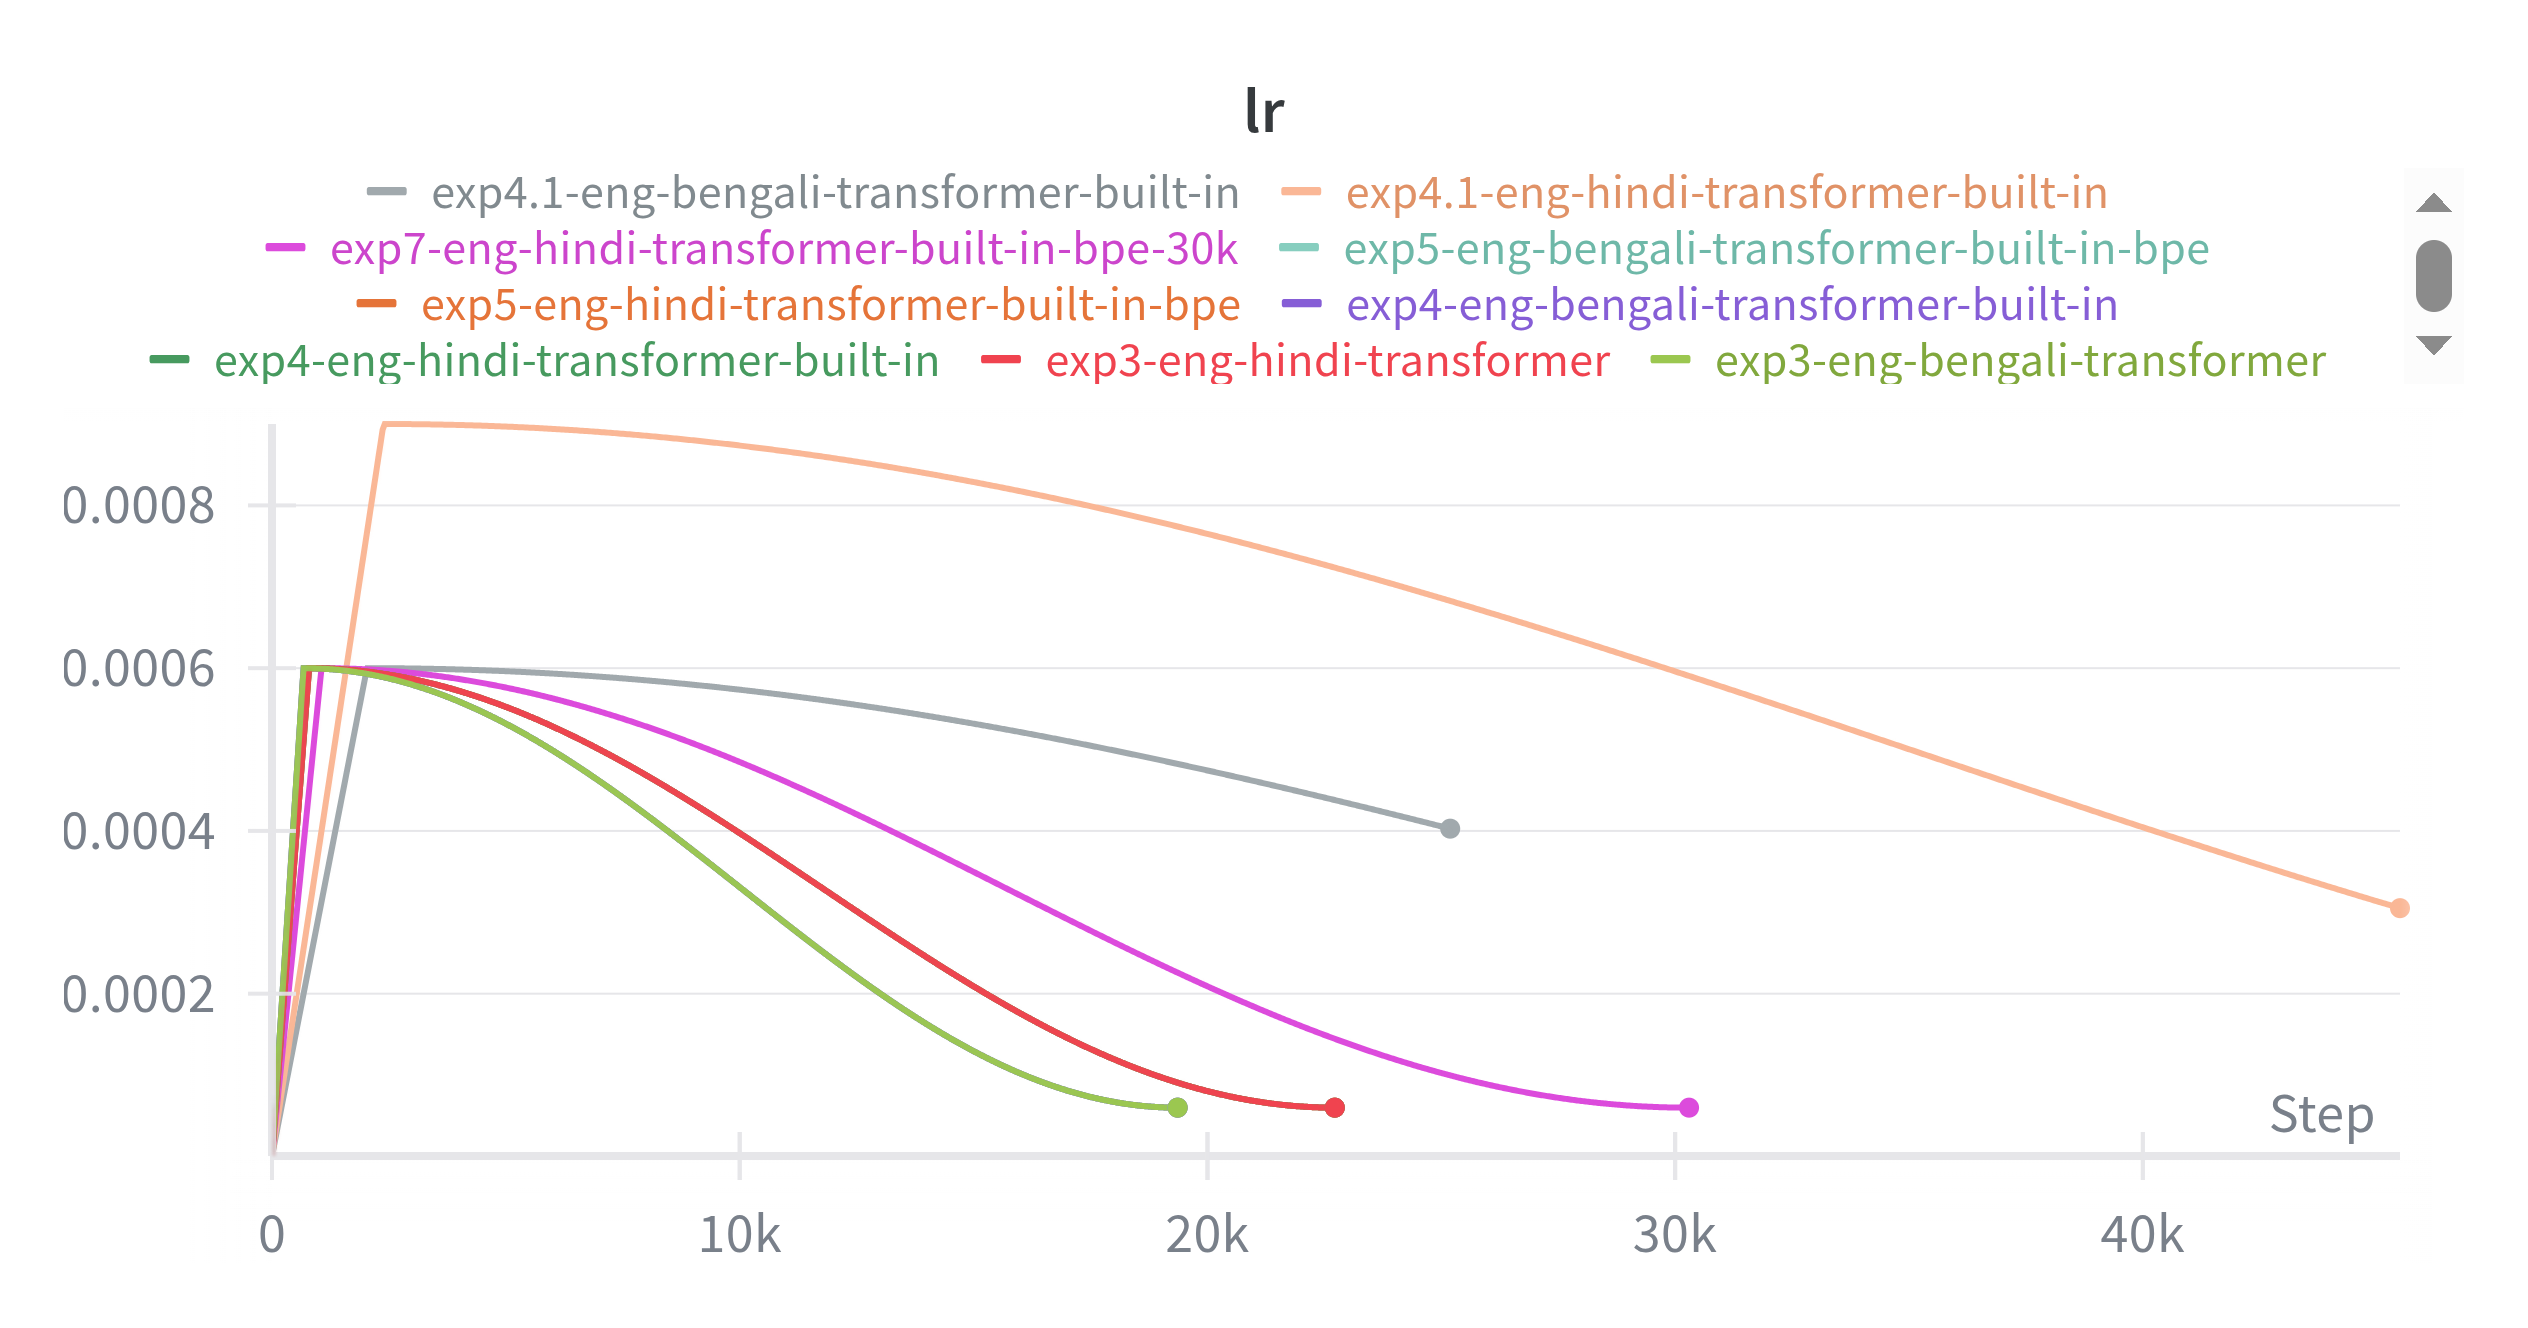 lr
exp4.1-eng-bengali-transformer-built-in exp4.1-eng-hindi-transformer-built-in
exp7-eng-hindi-transformer-built-in-bpe-30k exp5-eng-bengali-transformer-built-in-bpe
exp5-eng-hindi-transformer-built-in-bpe exp4-eng-bengali-transformer-built-in
exp4-eng-hindi-transformer-built-in exp3-eng-hindi-transformer exp3-eng-bengali-transformer
0.0008
0.0006
0.0004
0.0002
Step
0 10k 20k 30k 40k